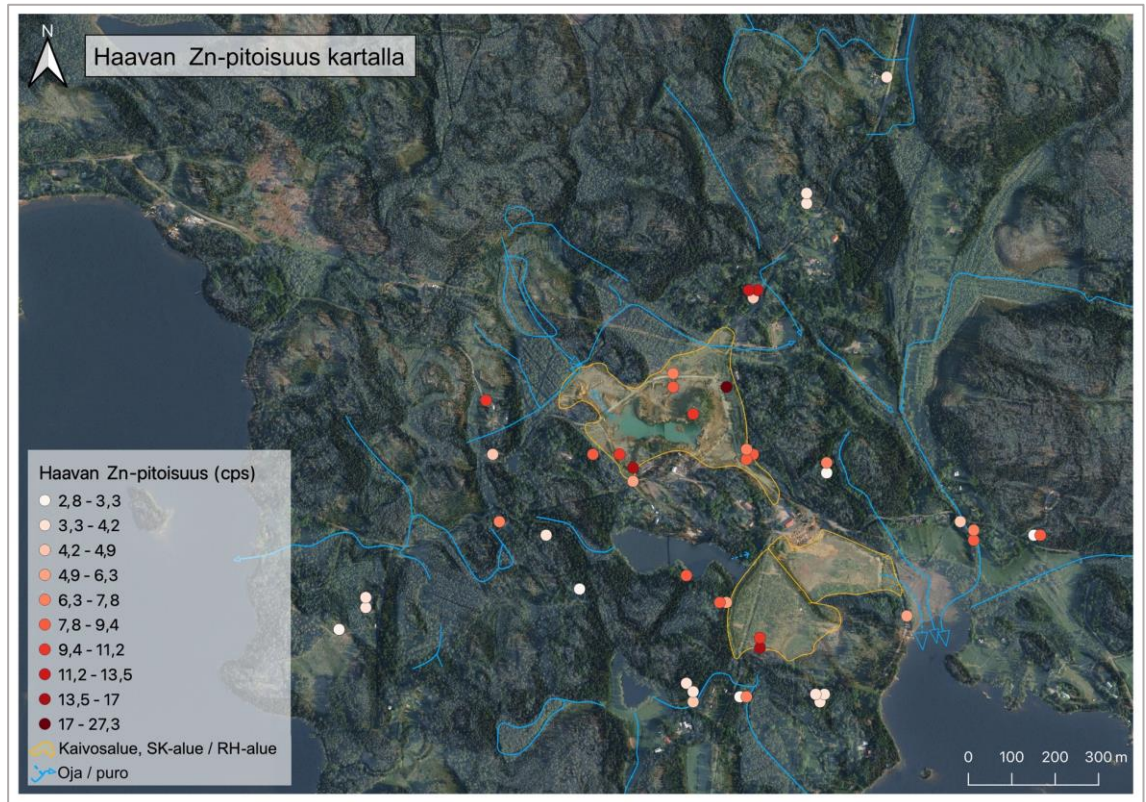 N
Haavan Zn-pitoisuus kartalla
Haavan Zn-pitoisuus (cps)
2,8 - 3,3
3,3 - 4,2
4,2 - 4,9
4,9 - 6,3
6,3 - 7,8
7,8 - 9,4
9,4 - 11,2
11,2 - 13,5
13,5 - 17
17 - 27,3
Kaivosalue, SK-alue / RH-alue
Oja / puro
0 100 200 300 m